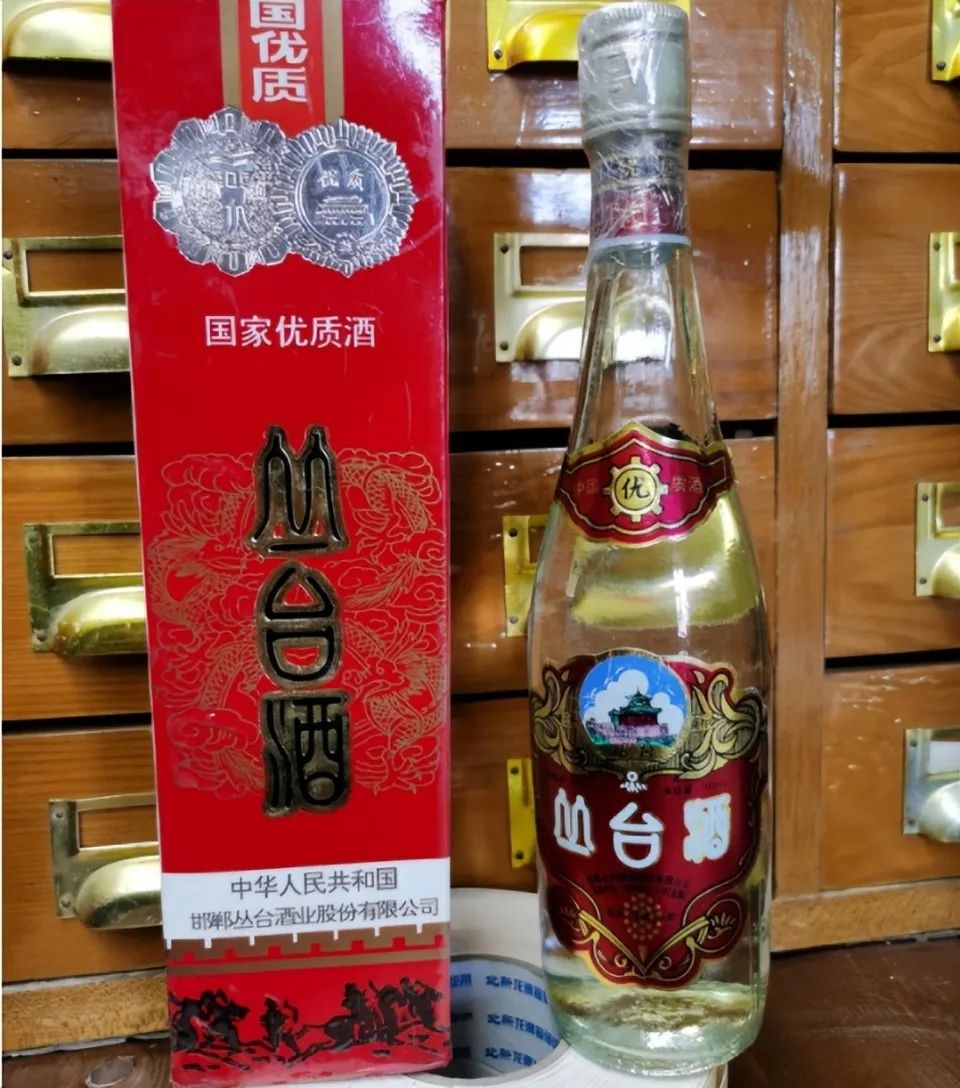 国优质
优质
国家优质酒
丛台酒
中华人民共和国
邯郸丛台酒业股份有限公司
中国
优
质酒
丛台酒